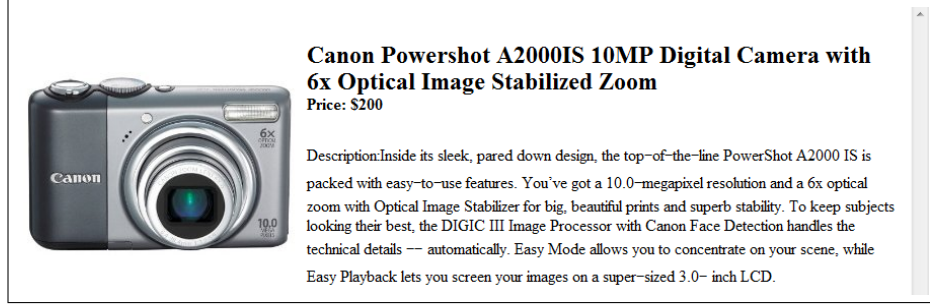 Canon Powershot A2000IS 10MP Digital Camera with
6x Optical Image Stabilized Zoom
Price: $200
6x
OPTICAL
ZOOM
Canon
10.0
MEGA
PIXELS
Description:Inside its sleek, pared down design, the top-of-the-line PowerShot A2000 IS is
packed with easy-to-use features. You've got a 10.0-megapixel resolution and a 6x optical
zoom with Optical Image Stabilizer for big, beautiful prints and superb stability. To keep subjects
looking their best, the DIGIC III Image Processor with Canon Face Detection handles the
technical details -- automatically. Easy Mode allows you to concentrate on your scene, while
Easy Playback lets you screen your images on a super-sized 3.0- inch LCD.